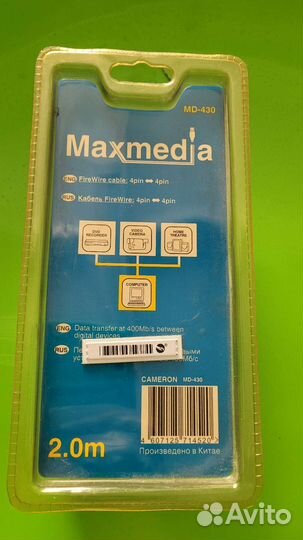 MD-430
Maxmedia
ENG FireWire cable: 4pin ⇔ 4pin
RUS Кабель FireWire: 4pin ⇔ 4pin
DVD RECORDER
VIDEO CAMERA
HOME THEATRE
COMPUTER
ENG Data transfer at 400Mb/s between
digital devices
RUS
CAMERON MD-430
4 607126 714520
2.0m
Произведено в Китае
Avito